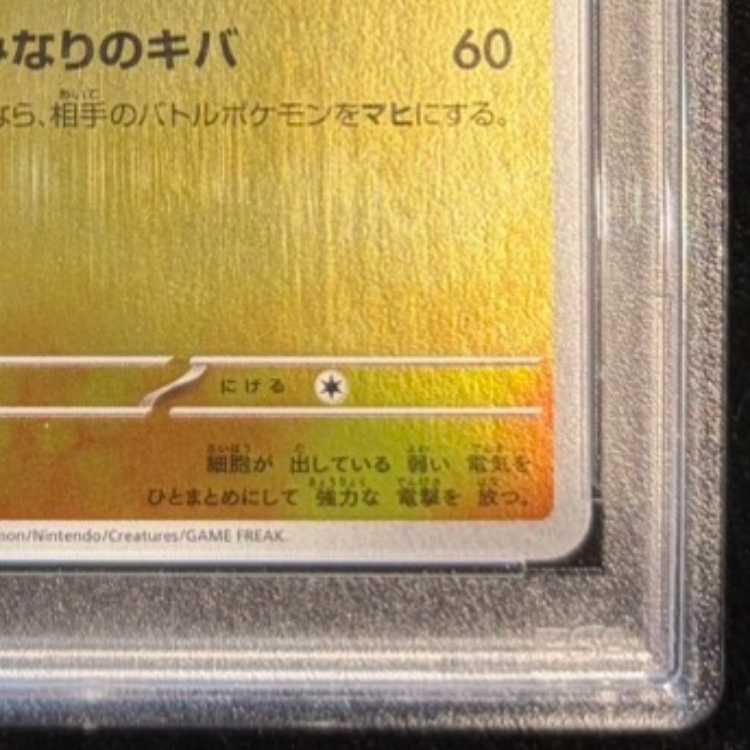 なりのキバ 60
なら、相手のバトルポケモンをマヒにする。
にげる
細胞が 出している 弱い 電気を
ひとまとめにして 強力な 電撃を 放つ。
mon/Nintendo/Creatures/GAME FREAK.